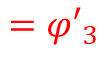 = φ′₃